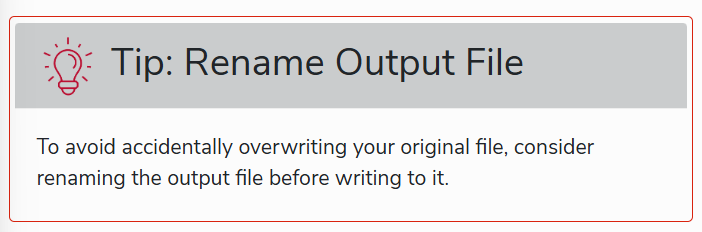 Tip: Rename Output File
To avoid accidentally overwriting your original file, consider
renaming the output file before writing to it.